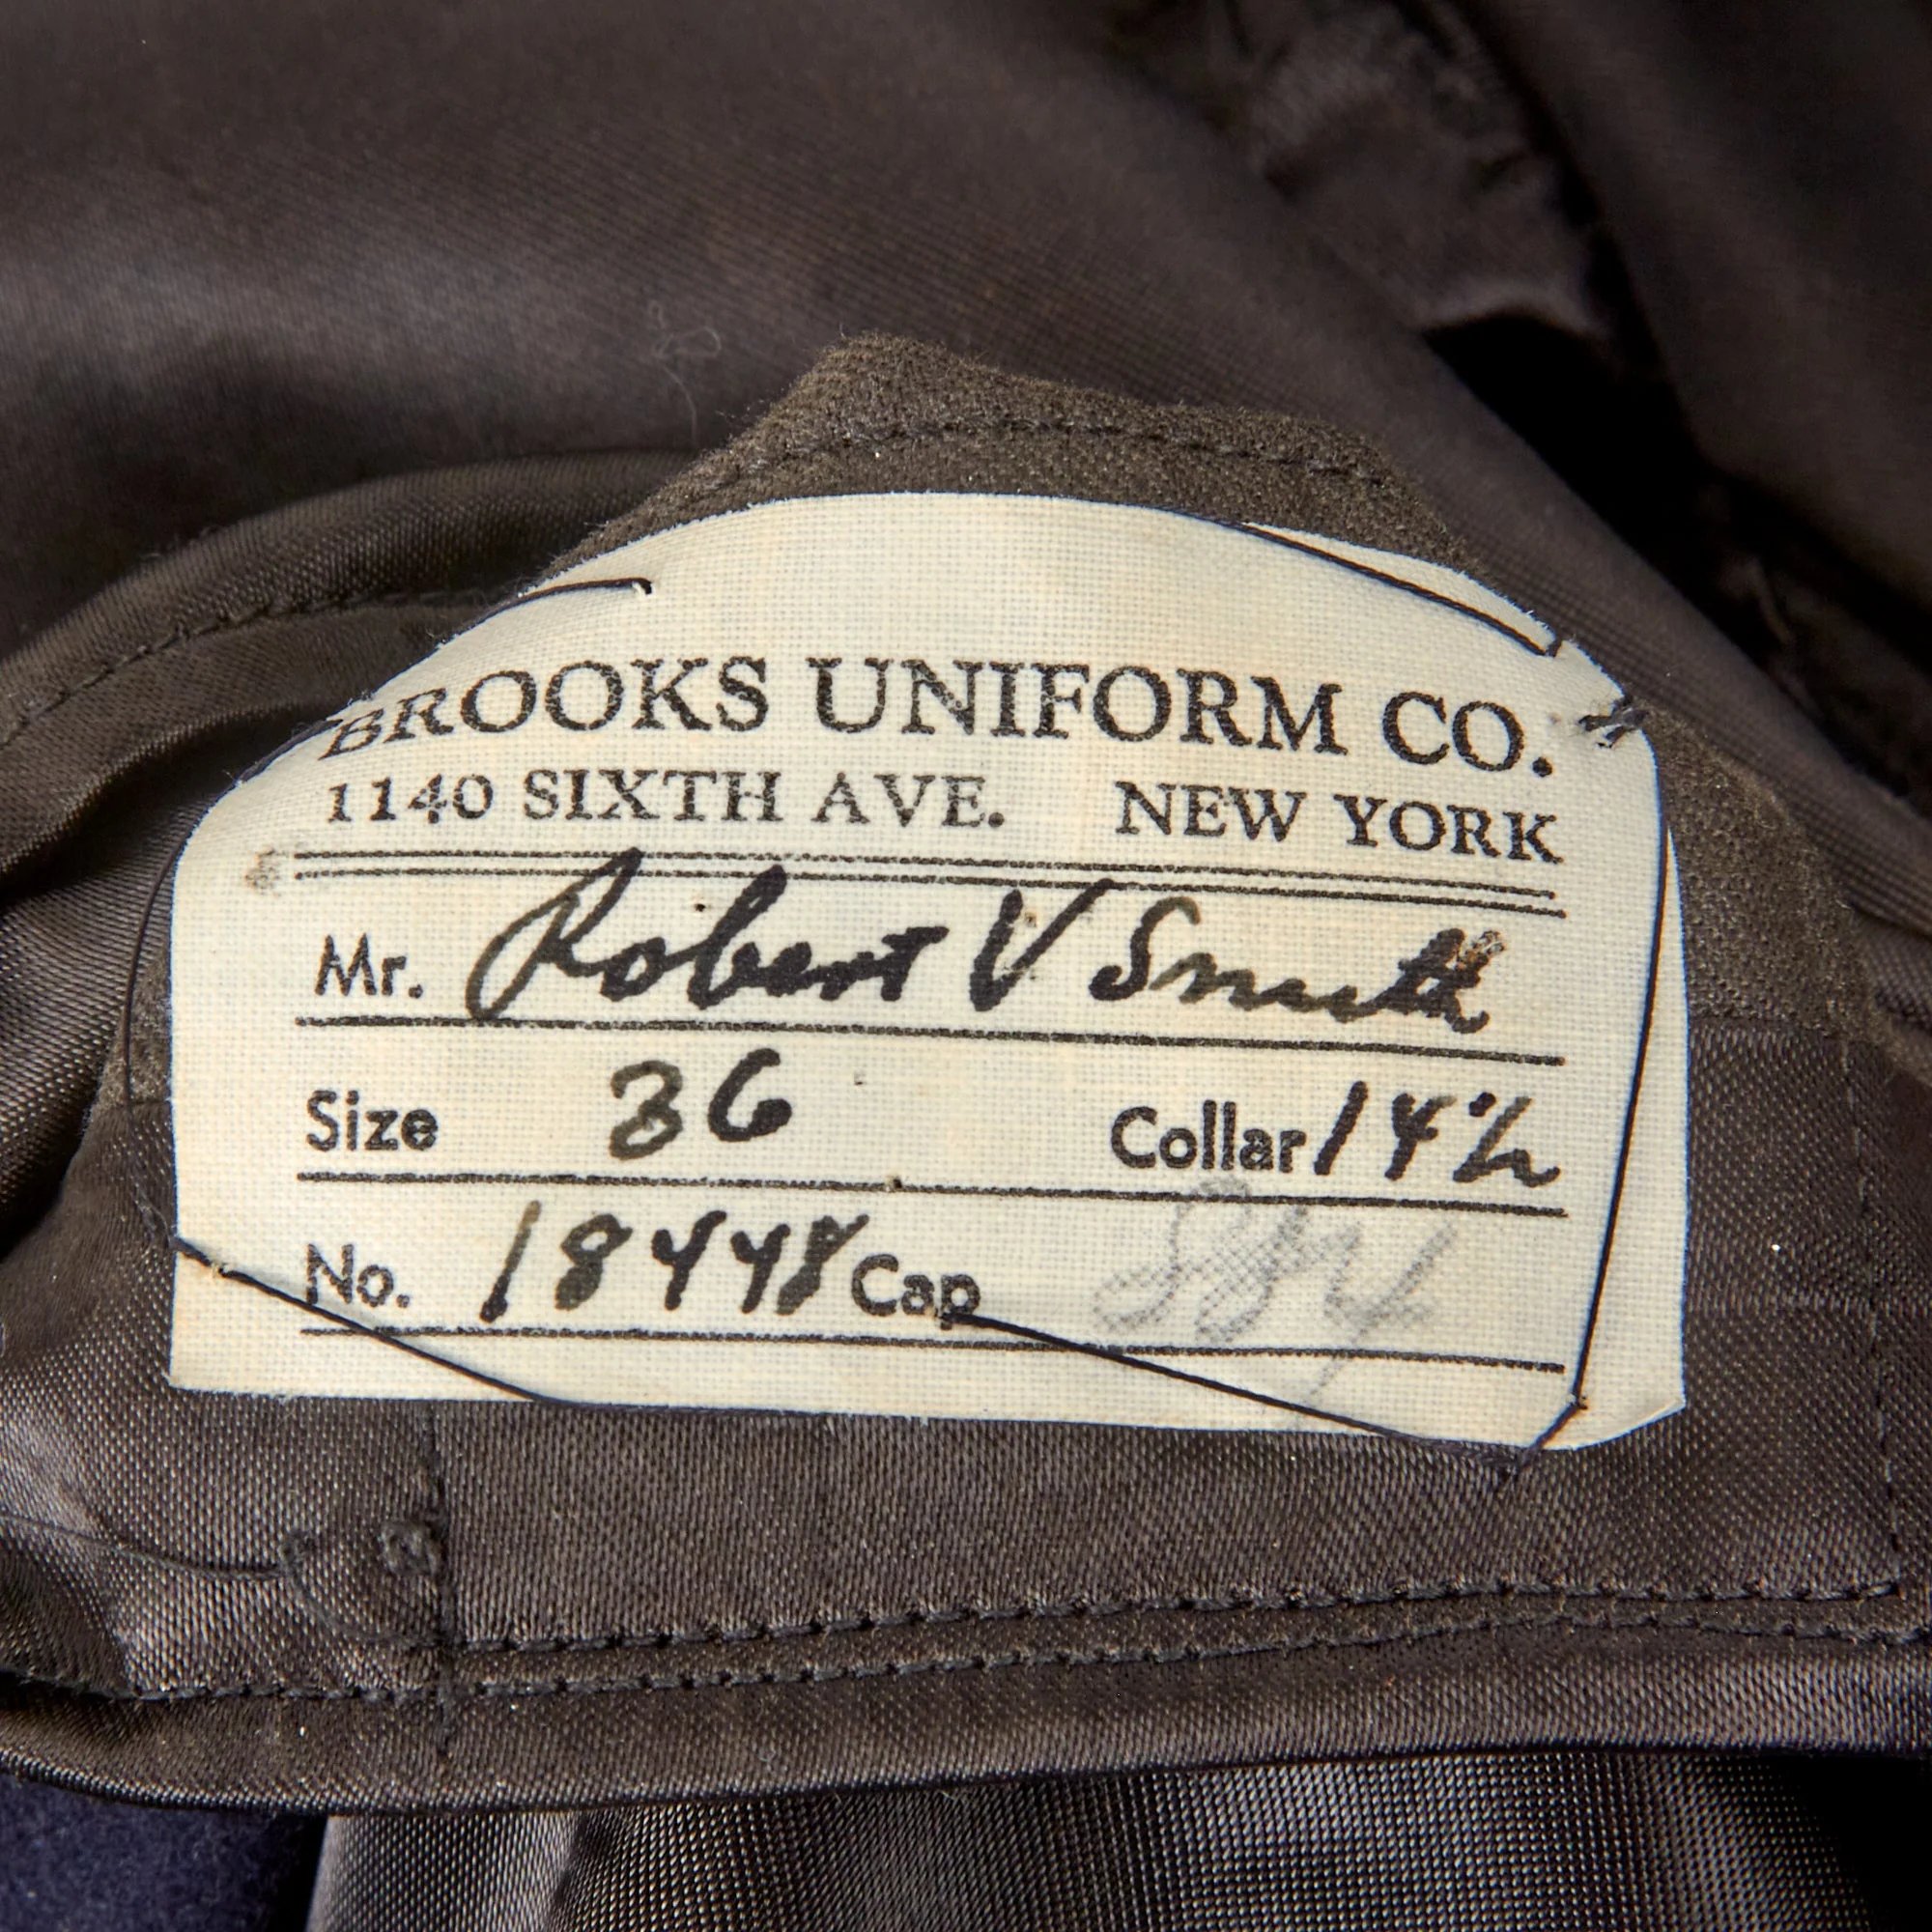 BROOKS UNIFORM CO.
1140 SIXTH AVE. NEW YORK
Mr. Robert V Smith
Size 36 Collar 14½
No. 18448 Cap